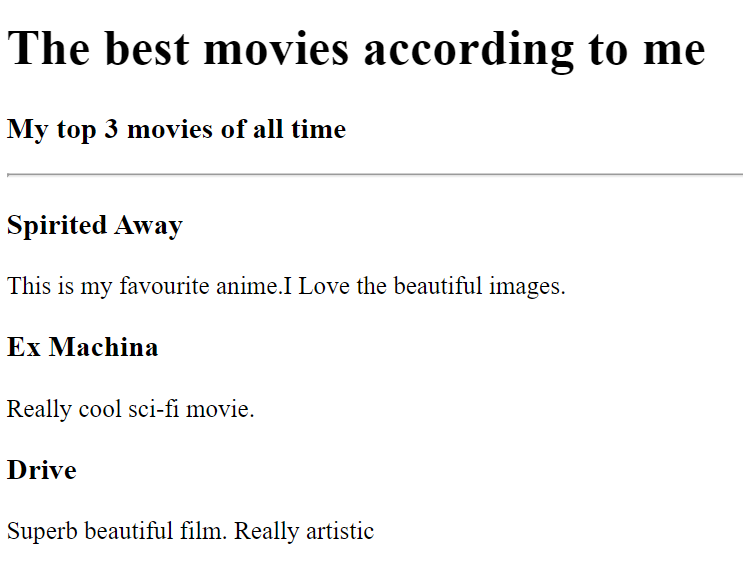 The best movies according to me
My top 3 movies of all time
Spirited Away
This is my favourite anime.I Love the beautiful images.
Ex Machina
Really cool sci-fi movie.
Drive
Superb beautiful film. Really artistic